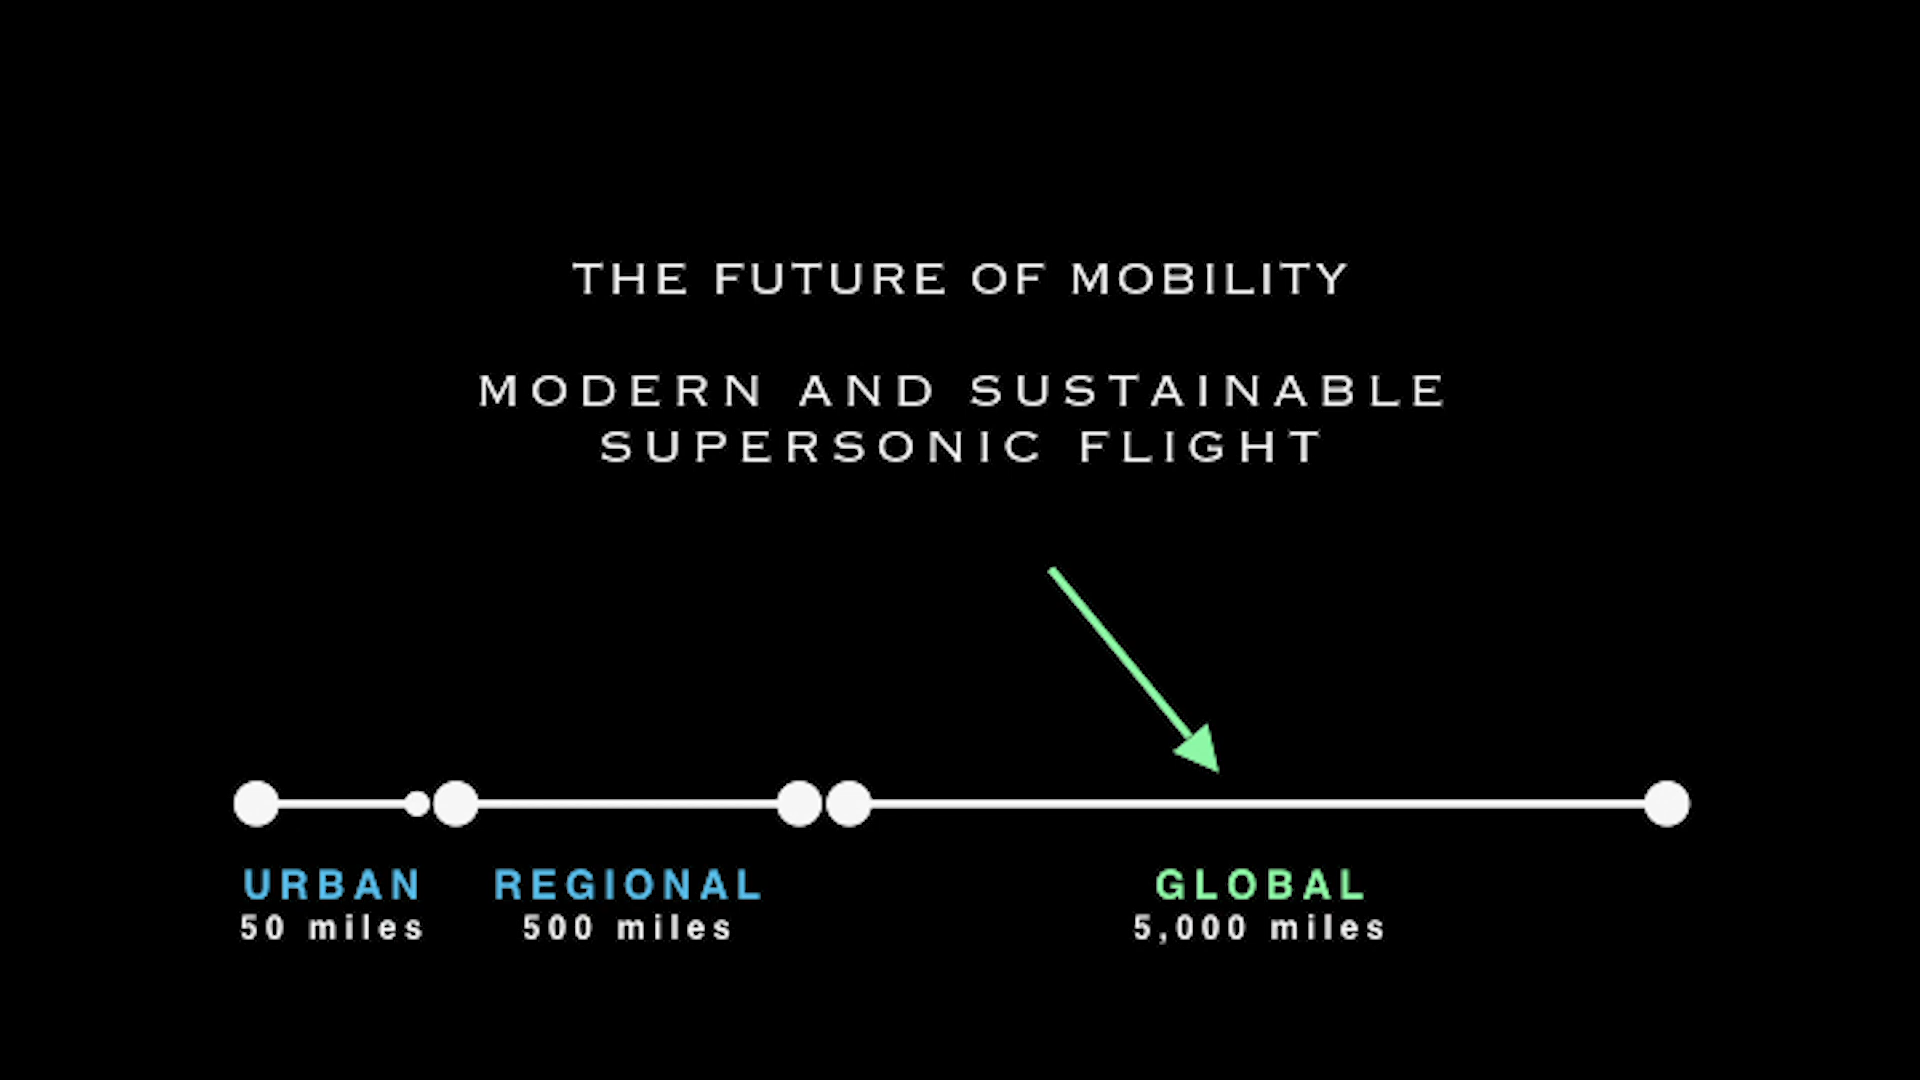 THE FUTURE OF MOBILITY
MODERN AND SUSTAINABLE
SUPERSONIC FLIGHT
URBAN
50 miles
REGIONAL
500 miles
GLOBAL
5,000 miles